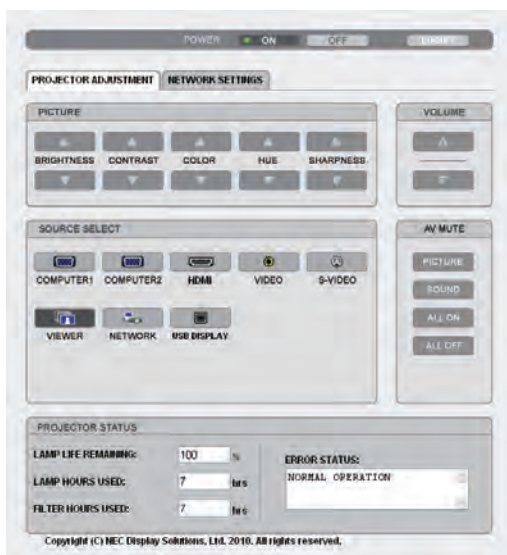 POWER ON OFF LIBRARY
PROJECTOR ADJUSTMENT NETWORK SETTINGS
PICTURE
BRIGHTNESS CONTRAST COLOR HUE SHARPNESS
VOLUME
SOURCE SELECT
COMPUTER1 COMPUTER2 HDMI VIDEO S-VIDEO
VIEWER NETWORK USB DISPLAY
AV MUTE
PICTURE
SOUND
ALL ON
ALL OFF
PROJECTOR STATUS
LAMP LIFE REMAINING: 100 %
LAMP HOURS USED: 7 hrs
FILTER HOURS USED: 7 hrs
ERROR STATUS:
NORMAL OPERATION
Copyright (C) NEC Display Solutions, Ltd. 2010. All rights reserved.